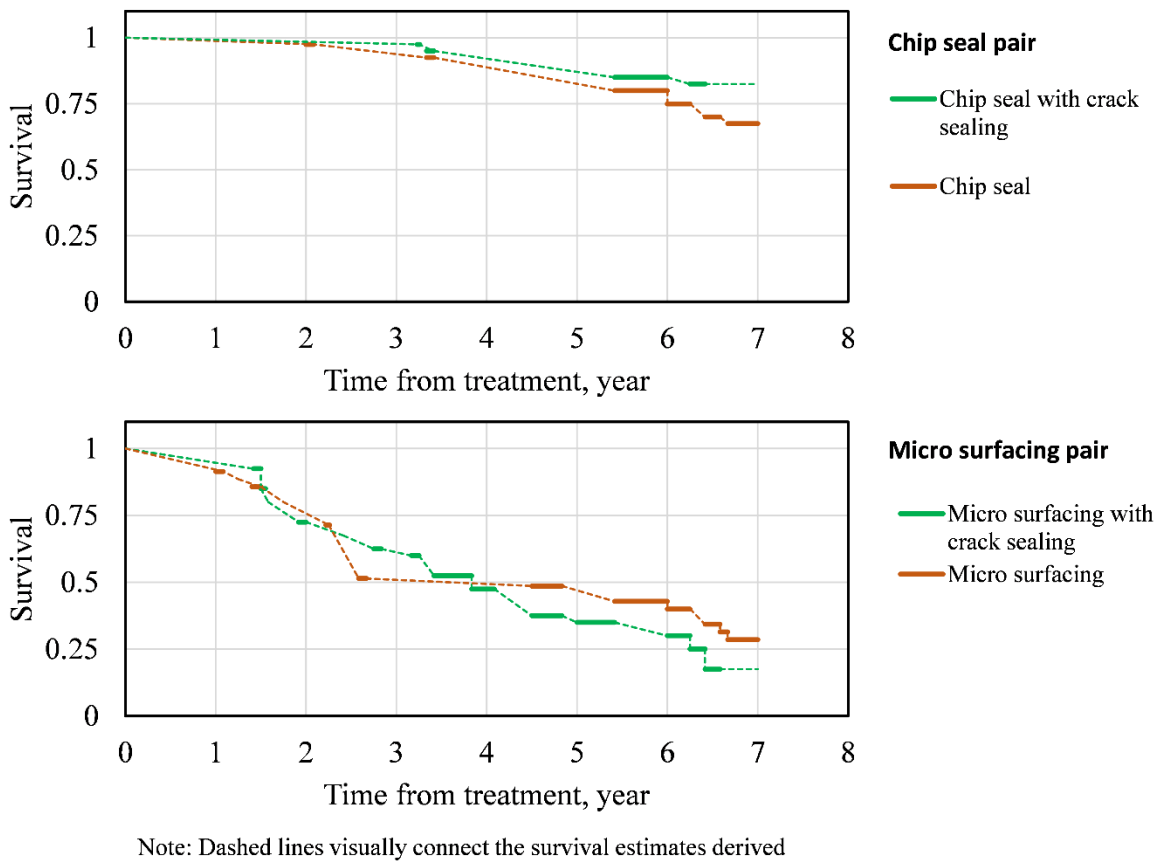 Chip seal pair
Chip seal with crack
sealing
Chip seal
Survival
1
0.75
0.5
0.25
0
0 1 2 3 4 5 6 7 8
Time from treatment, year
Micro surfacing pair
Micro surfacing with
crack sealing
Micro surfacing
Survival
1
0.75
0.5
0.25
0
0 1 2 3 4 5 6 7 8
Time from treatment, year
Note: Dashed lines visually connect the survival estimates derived